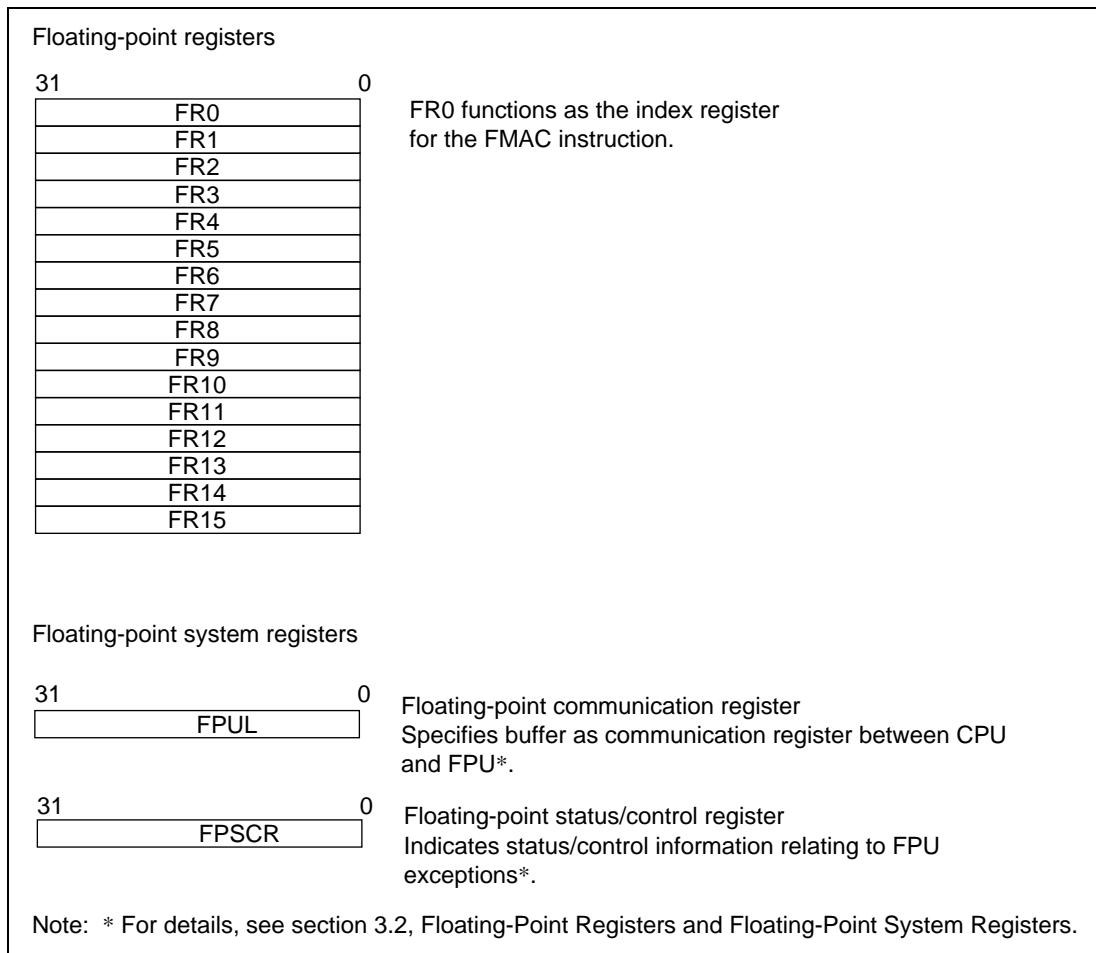 Floating-point registers
31 0
FR0
FR1
FR2
FR3
FR4
FR5
FR6
FR7
FR8
FR9
FR10
FR11
FR12
FR13
FR14
FR15
FR0 functions as the index register
for the FMAC instruction.
Floating-point system registers
31 0
FPUL
Floating-point communication register
Specifies buffer as communication register between CPU
and FPU*.
31 0
FPSCR
Floating-point status/control register
Indicates status/control information relating to FPU
exceptions*.
Note: * For details, see section 3.2, Floating-Point Registers and Floating-Point System Registers.